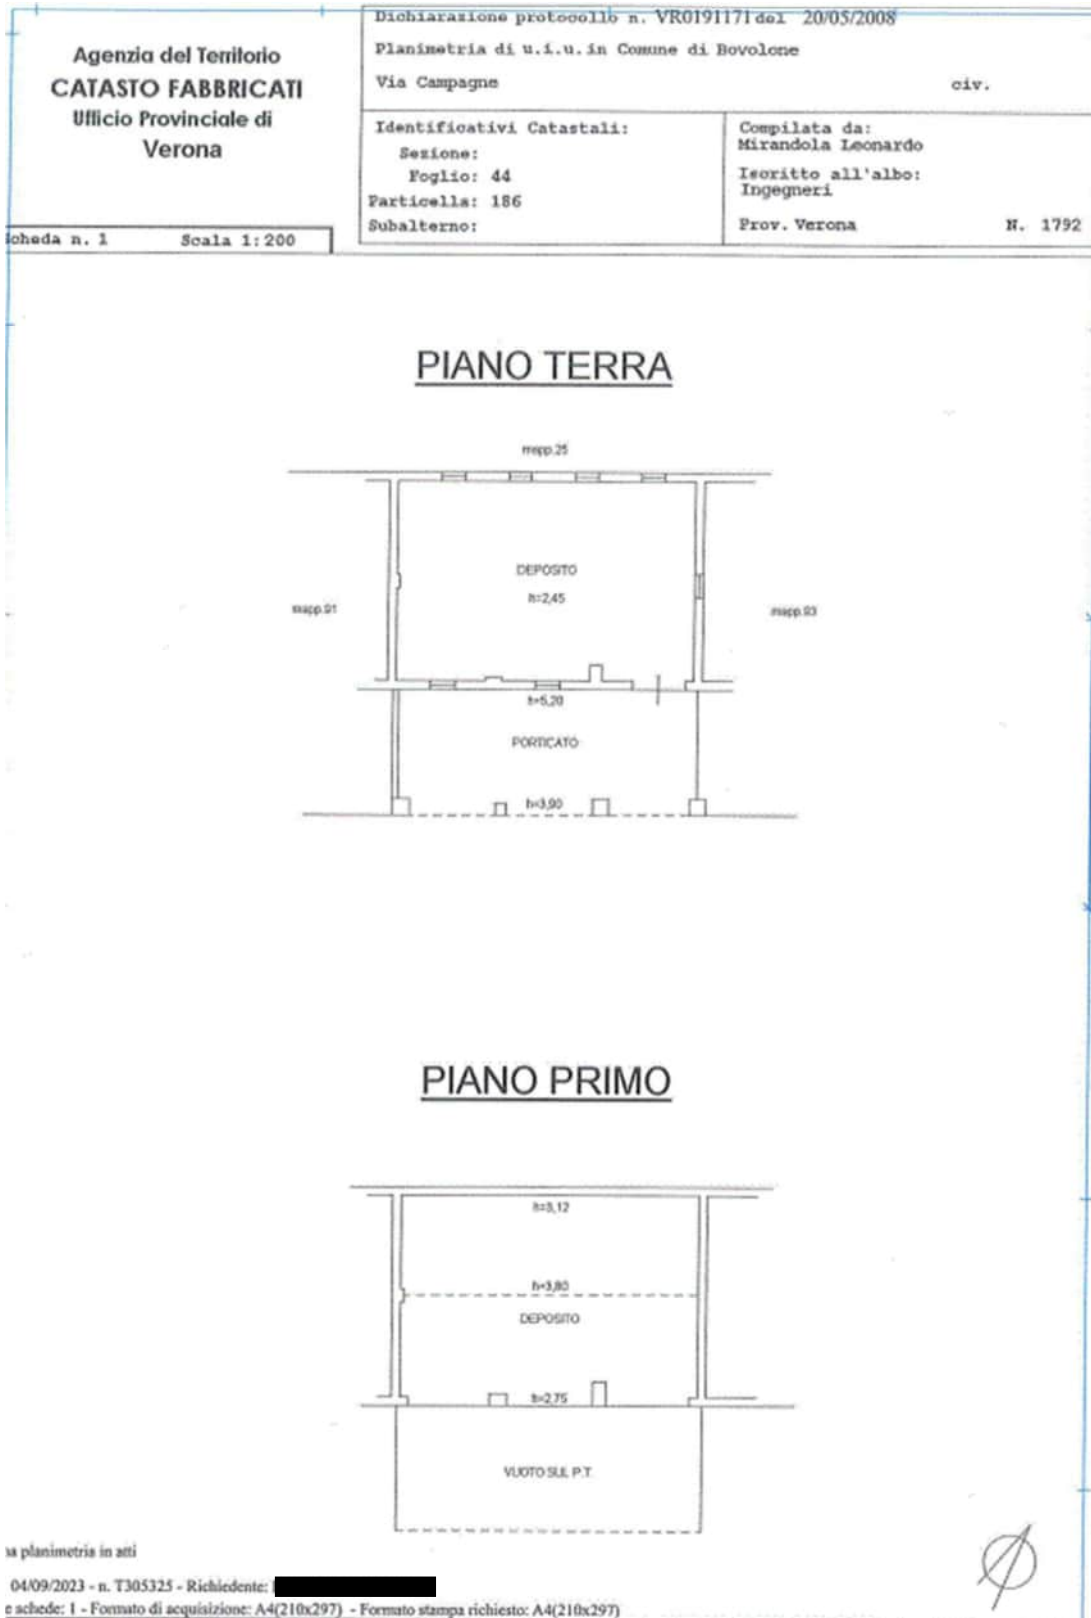 Dichiarazione protocollo n. VR0191171 del 20/05/2008
Planimetria di u.i.u. in Comune di Bovolone
Via Campagne civ.
Agenzia del Territorio
CATASTO FABBRICATI
Ufficio Provinciale di
Verona
Identificativi Catastali:
Sezione:
Foglio: 44
Particella: 186
Subalterno:
Compilata da:
Mirandola Leonardo
Iscritto all'albo:
Ingegneri
Prov. Verona N. 1792
cheda n. 1 Scala 1:200
PIANO TERRA
mapp.25
DEPOSITO
h=2,45
mapp.91
mapp.93
h=5,20
PORTICATO
h=3,90
PIANO PRIMO
h=3,12
h=3,80
DEPOSITO
h=2,75
VUOTO SUL P.T.
na planimetria in atti
04/09/2023 - n. T305325 - Richiedente:
e schede: 1 - Formato di acquisizione: A4(210x297) - Formato stampa richiesto: A4(210x297)